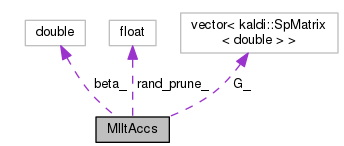 double
float
vector< kaldi::SpMatrix
< double > >
beta_
rand_prune_
G_
MlltAccs